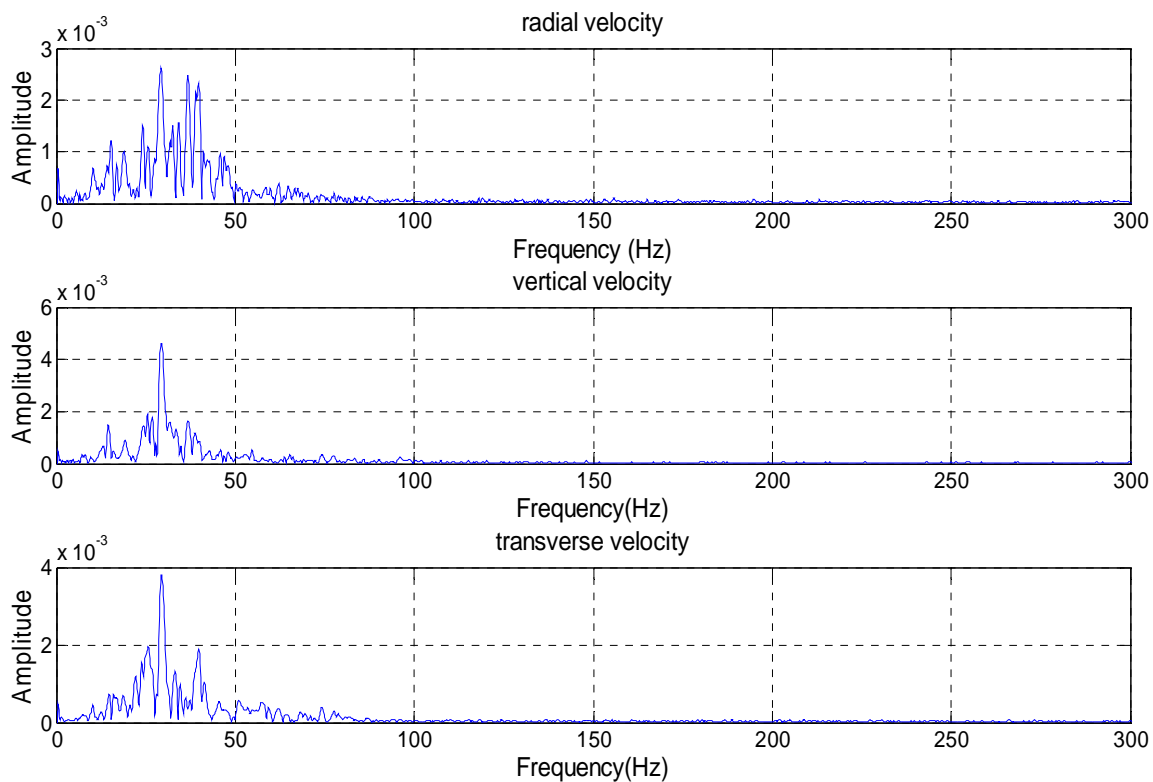 radial velocity
x 10^-3
3
2
1
0
Amplitude
0 50 100 150 200 250 300
Frequency (Hz)
vertical velocity
x 10^-3
6
4
2
0
Amplitude
0 50 100 150 200 250 300
Frequency(Hz)
transverse velocity
x 10^-3
4
2
0
Amplitude
0 50 100 150 200 250 300
Frequency(Hz)